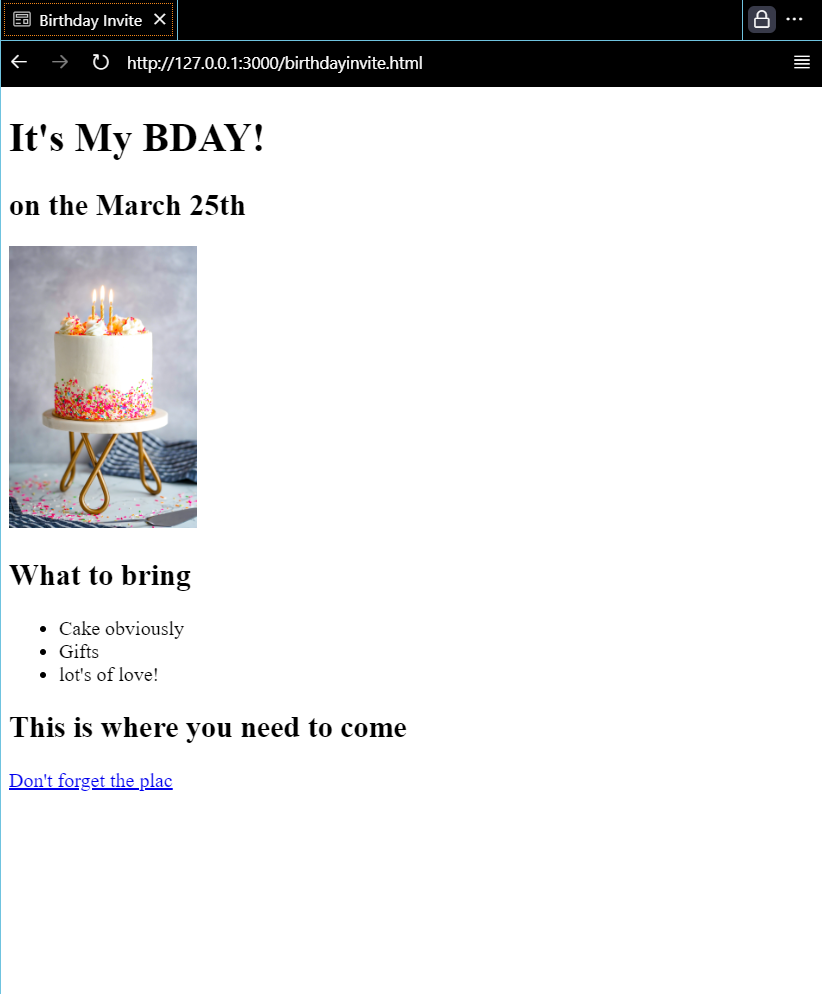 Birthday Invite
http://127.0.0.1:3000/birthdayinvite.html
It's My BDAY!
on the March 25th
What to bring
Cake obviously
Gifts
lot's of love!
This is where you need to come
Don't forget the plac